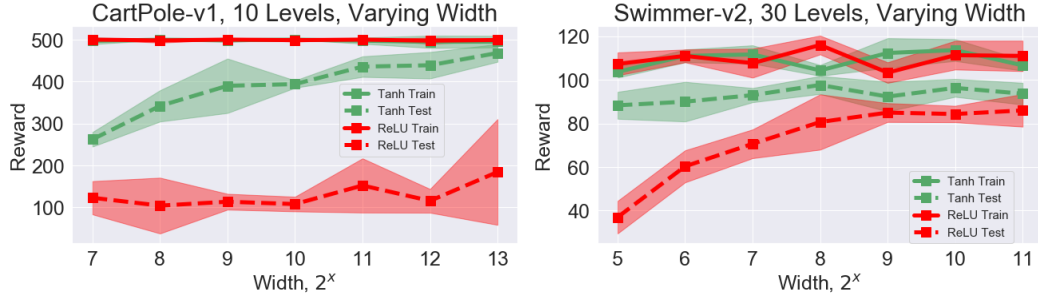 CartPole-v1, 10 Levels, Varying Width
500
400
300
200
100
Reward
Tanh Train
Tanh Test
ReLU Train
ReLU Test
7 8 9 10 11 12 13
Width, 2^x
Swimmer-v2, 30 Levels, Varying Width
120
100
80
60
40
Reward
Tanh Train
Tanh Test
ReLU Train
ReLU Test
5 6 7 8 9 10 11
Width, 2^x